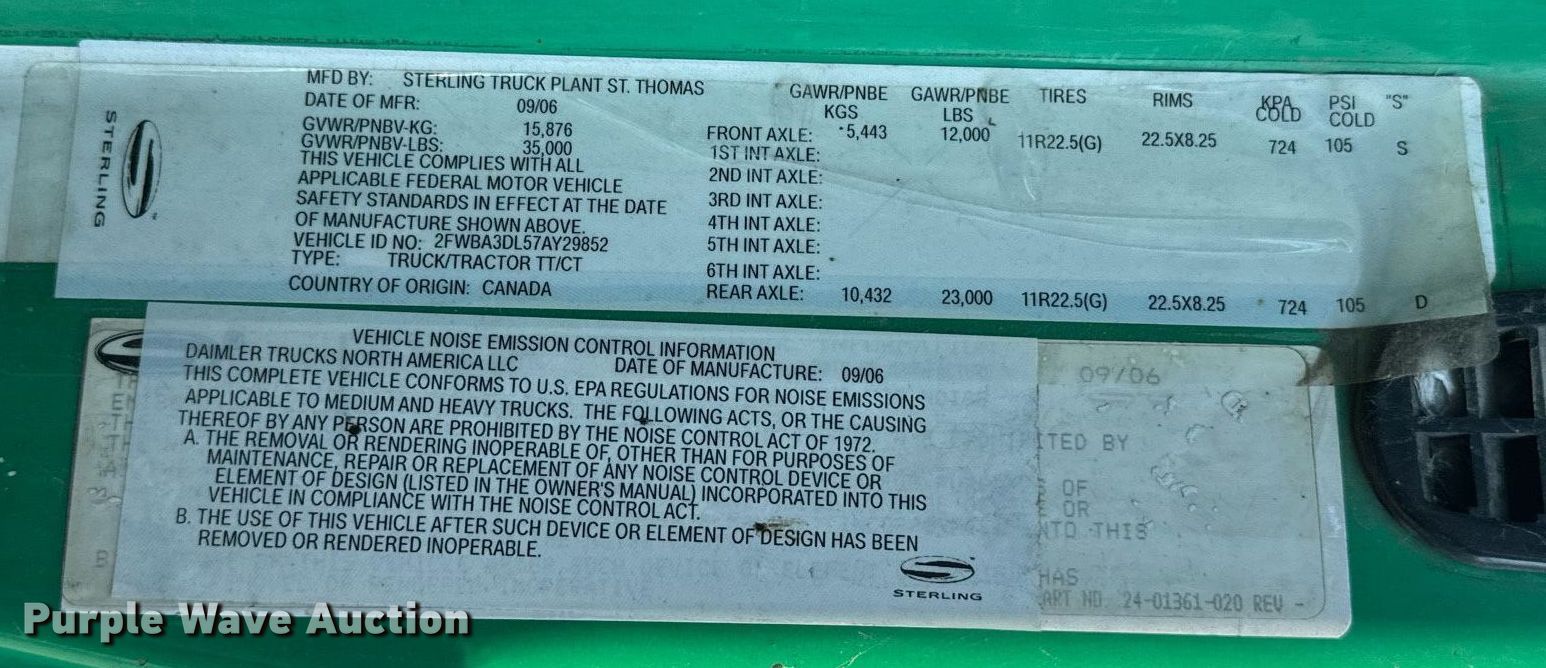 STERLING
MFD BY: STERLING TRUCK PLANT ST. THOMAS
DATE OF MFR: 09/06
GVWR/PNBV-KG: 15,876
GVWR/PNBV-LBS: 35,000
THIS VEHICLE COMPLIES WITH ALL
APPLICABLE FEDERAL MOTOR VEHICLE
SAFETY STANDARDS IN EFFECT AT THE DATE
OF MANUFACTURE SHOWN ABOVE.
VEHICLE ID NO: 2FWBA3DL57AY29852
TYPE: TRUCK/TRACTOR TT/CT
COUNTRY OF ORIGIN: CANADA
GAWR/PNBE KGS GAWR/PNBE LBS TIRES RIMS KPA COLD PSI COLD "S"
FRONT AXLE: 5,443 12,000 11R22.5(G) 22.5X8.25 724 105 S
1ST INT AXLE:
2ND INT AXLE:
3RD INT AXLE:
4TH INT AXLE:
5TH INT AXLE:
6TH INT AXLE:
REAR AXLE: 10,432 23,000 11R22.5(G) 22.5X8.25 724 105 D
VEHICLE NOISE EMISSION CONTROL INFORMATION
DAIMLER TRUCKS NORTH AMERICA LLC DATE OF MANUFACTURE: 09/06
THIS COMPLETE VEHICLE CONFORMS TO U.S. EPA REGULATIONS FOR NOISE EMISSIONS
APPLICABLE TO MEDIUM AND HEAVY TRUCKS. THE FOLLOWING ACTS, OR THE CAUSING
THEREOF BY ANY PERSON ARE PROHIBITED BY THE NOISE CONTROL ACT OF 1972.
A. THE REMOVAL OR RENDERING INOPERABLE OF, OTHER THAN FOR PURPOSES OF
MAINTENANCE, REPAIR OR REPLACEMENT OF ANY NOISE CONTROL DEVICE OR
ELEMENT OF DESIGN (LISTED IN THE OWNER'S MANUAL) INCORPORATED INTO THIS
VEHICLE IN COMPLIANCE WITH THE NOISE CONTROL ACT.
B. THE USE OF THIS VEHICLE AFTER SUCH DEVICE OR ELEMENT OF DESIGN HAS BEEN
REMOVED OR RENDERED INOPERABLE.
STERLING
09/06
ITED BY
OF
OR
NTO THIS
HAS
ART NO. 24-01361-020 REV -
Purple Wave Auction